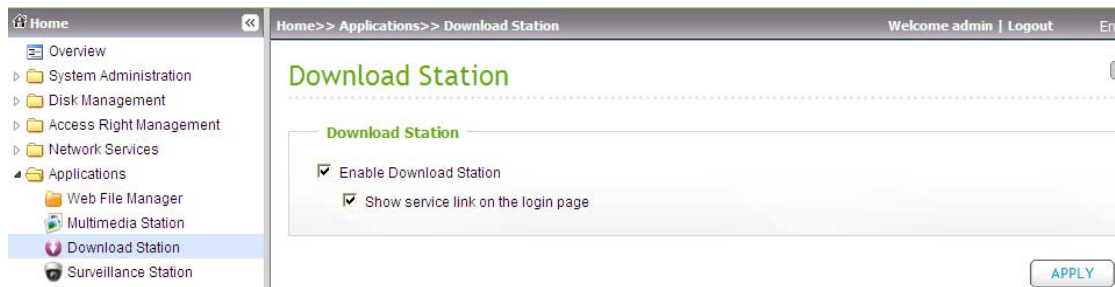 Home
Overview
System Administration
Disk Management
Access Right Management
Network Services
Applications
Web File Manager
Multimedia Station
Download Station
Surveillance Station
Home>> Applications>> Download Station
Welcome admin | Logout
Download Station
Download Station
Enable Download Station
Show service link on the login page
APPLY